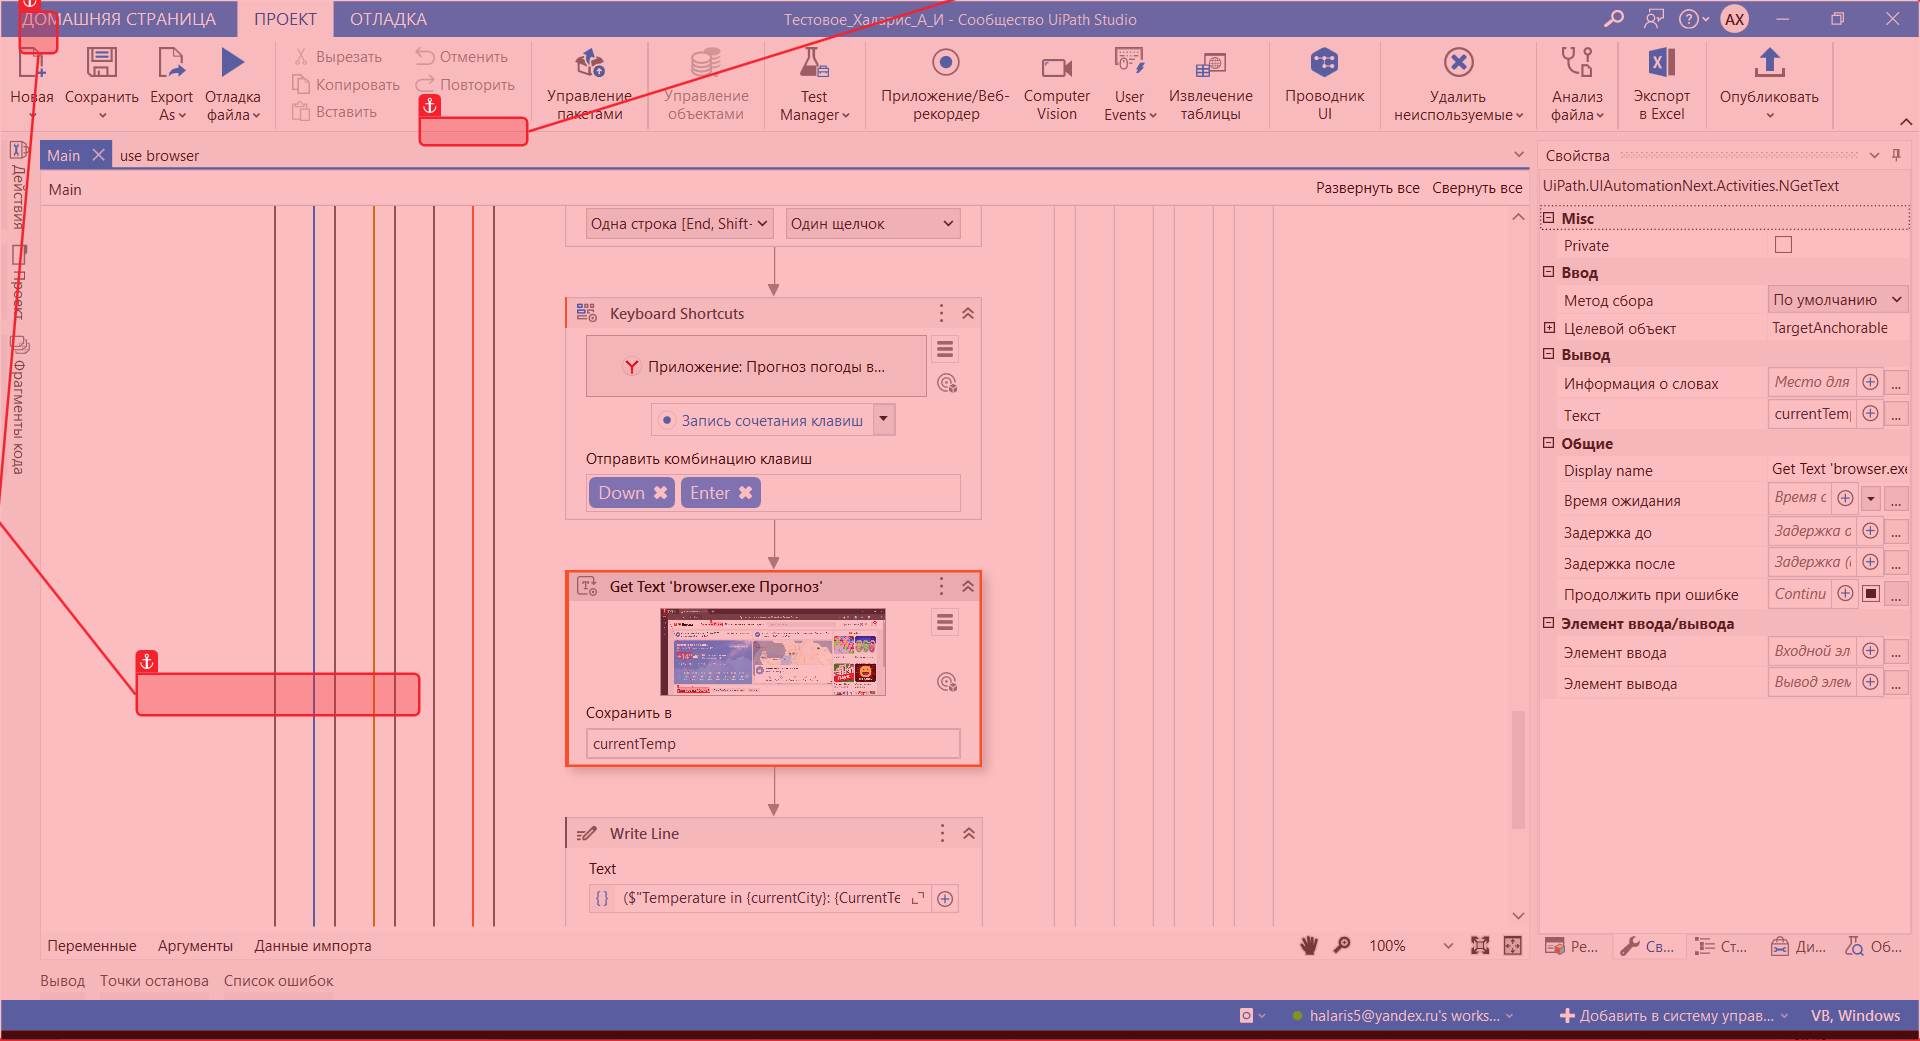 ДОМАШНЯЯ СТРАНИЦА
ПРОЕКТ
ОТЛАДКА
Тестовое_Халарис_А_И - Сообщество UiPath Studio
AX
Новая
Сохранить
Export As
Отладка файла
Вырезать
Копировать
Вставить
Отменить
Повторить
Управление пакетами
Управление объектами
Test Manager
Приложение/Веб-рекордер
Computer Vision
User Events
Извлечение таблицы
Проводник UI
Удалить неиспользуемые
Анализ файла
Экспорт в Excel
Опубликовать
Действия
Проект
Фрагменты кода
Main
use browser
Main
Развернуть все
Свернуть все
Одна строка [End, Shift-
Один щелчок
Keyboard Shortcuts
Приложение: Прогноз погоды в...
Запись сочетания клавиш
Отправить комбинацию клавиш
Down
Enter
Get Text 'browser.exe Прогноз'
Сохранить в
currentTemp
Write Line
Text
($"Temperature in {currentCity}: {CurrentTe
Переменные
Аргументы
Данные импорта
100%
Вывод
Точки останова
Список ошибок
Свойства
UiPath.UIAutomationNext.Activities.NGetText
Misc
Private
Ввод
Метод сбора
По умолчанию
Целевой объект
TargetAnchorable
Вывод
Информация о словах
Место для
...
Текст
currentTemp
...
Общие
Display name
Get Text 'browser.exe
Время ожидания
Время с
...
Задержка до
Задержка о
...
Задержка после
Задержка (
...
Продолжить при ошибке
Continu
...
Элемент ввода/вывода
Элемент ввода
Входной эл
...
Элемент вывода
Вывод элем
...
Ре...
Св...
Ст...
Ди...
Об...
halaris5@yandex.ru's works...
Добавить в систему управ...
VB, Windows